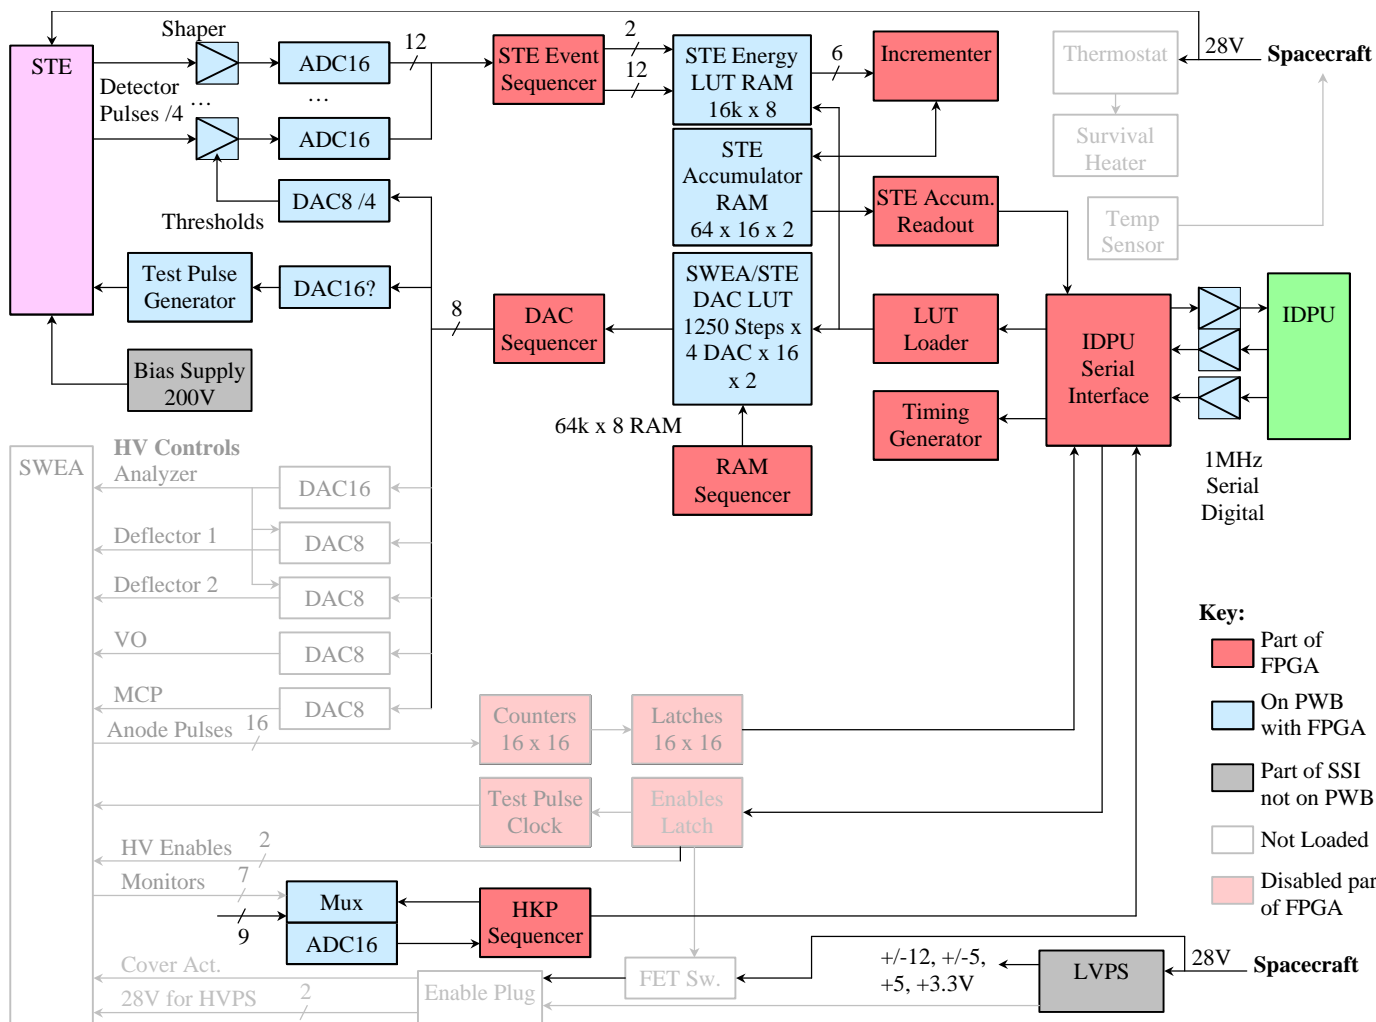 Shaper
STE
ADC16
12
STE Event
Sequencer
2
12
STE Energy
LUT RAM
16k x 8
6
Incrementer
Thermostat
28V
Spacecraft
Detector
Pulses /4
...
...
ADC16
STE
Accumulator
RAM
64 x 16 x 2
Survival
Heater
DAC8 /4
Thresholds
STE Accum.
Readout
Temp
Sensor
Test Pulse
Generator
DAC16?
8
DAC
Sequencer
SWEA/STE
DAC LUT
1250 Steps x
4 DAC x 16
x 2
LUT
Loader
IDPU
Serial
Interface
IDPU
Bias Supply
200V
64k x 8 RAM
Timing
Generator
RAM
Sequencer
1MHz
Serial
Digital
HV Controls
SWEA
Analyzer
DAC16
Deflector 1
DAC8
Deflector 2
DAC8
VO
DAC8
MCP
DAC8
Anode Pulses
16
Counters
16 x 16
Latches
16 x 16
Test Pulse
Clock
Enables
Latch
HV Enables
2
Monitors
7
9
Mux
ADC16
HKP
Sequencer
Cover Act.
28V for HVPS
2
Enable Plug
FET Sw.
+/-12, +/-5,
+5, +3.3V
LVPS
28V
Spacecraft
Key:
Part of
FPGA
On PWB
with FPGA
Part of SSI
not on PWB
Not Loaded
Disabled part
of FPGA